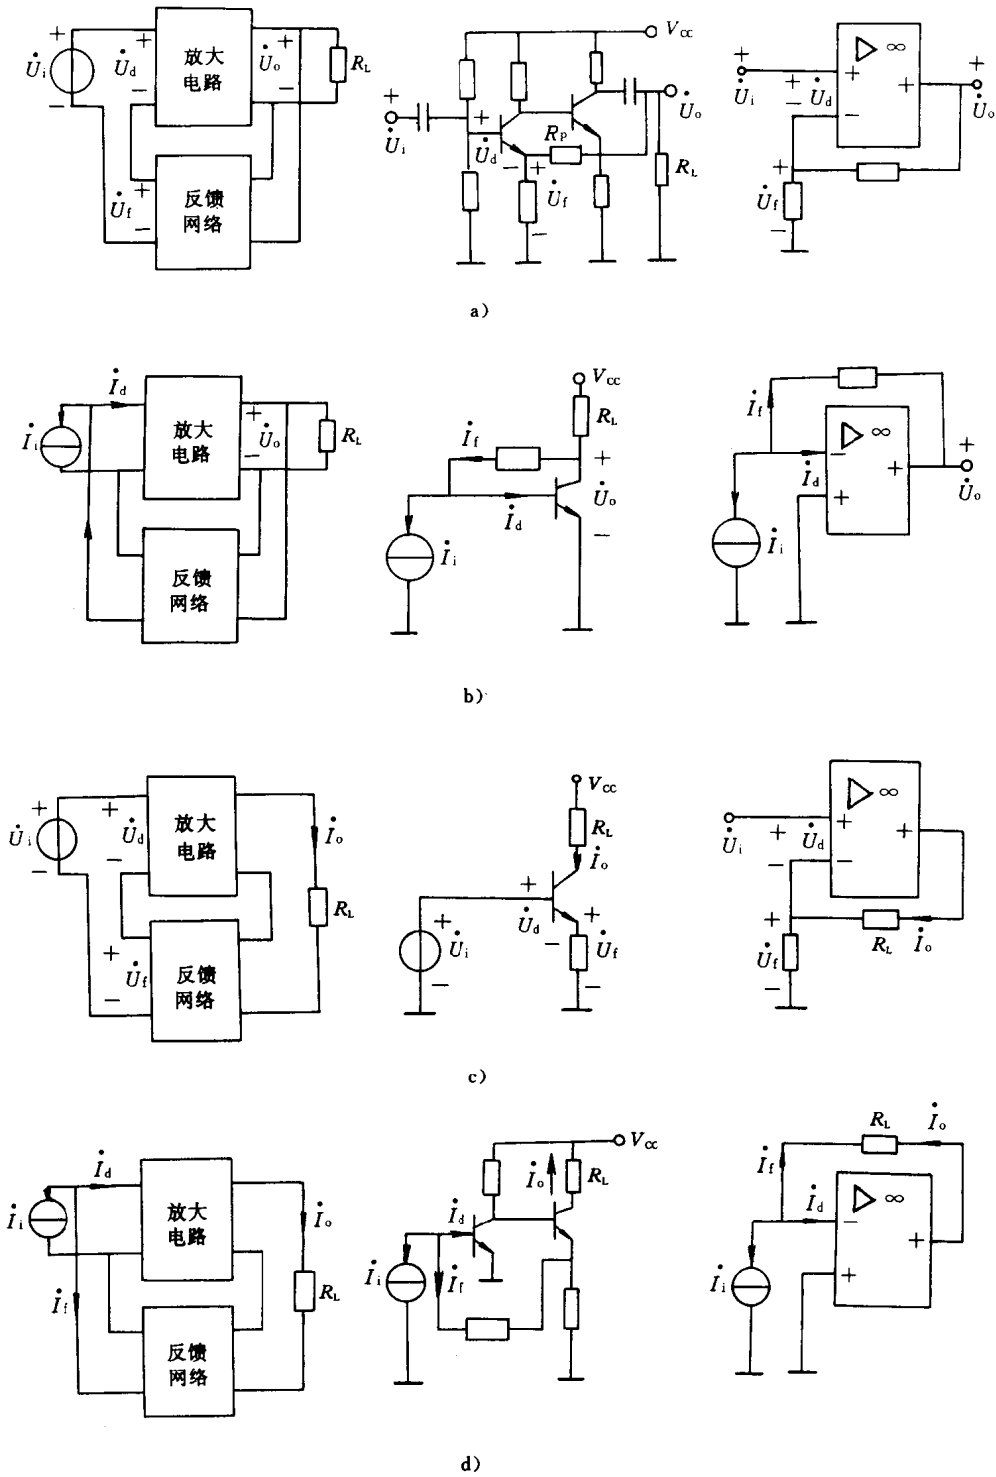 U̇i
+
−
+
U̇d
−
放大
电路
+
U̇o
−
RL
+
U̇f
−
反馈
网络
+
U̇i
+
U̇d
−
RP
+
U̇f
−
VCC
U̇o
RL
+
U̇i
+
−
U̇d
▷ ∞
+
−
+
+
U̇o
+
U̇f
−
a)
İi
İd
放大
电路
+
U̇o
−
RL
反馈
网络
İf
İd
İi
VCC
RL
+
U̇o
−
İf
İd
İi
▷ ∞
−
+
+
U̇o
b)
+
U̇i
−
+
U̇d
−
放大
电路
İo
RL
+
U̇f
−
反馈
网络
VCC
RL
İo
+
U̇d
−
+
U̇i
−
+
U̇f
−
U̇i
+
U̇d
−
▷ ∞
+
−
+
RL
İo
+
U̇f
−
c)
İi
İd
放大
电路
İo
RL
İf
反馈
网络
VCC
İo
RL
İd
İi
İf
RL
İo
İf
İd
İi
▷ ∞
−
+
+
d)